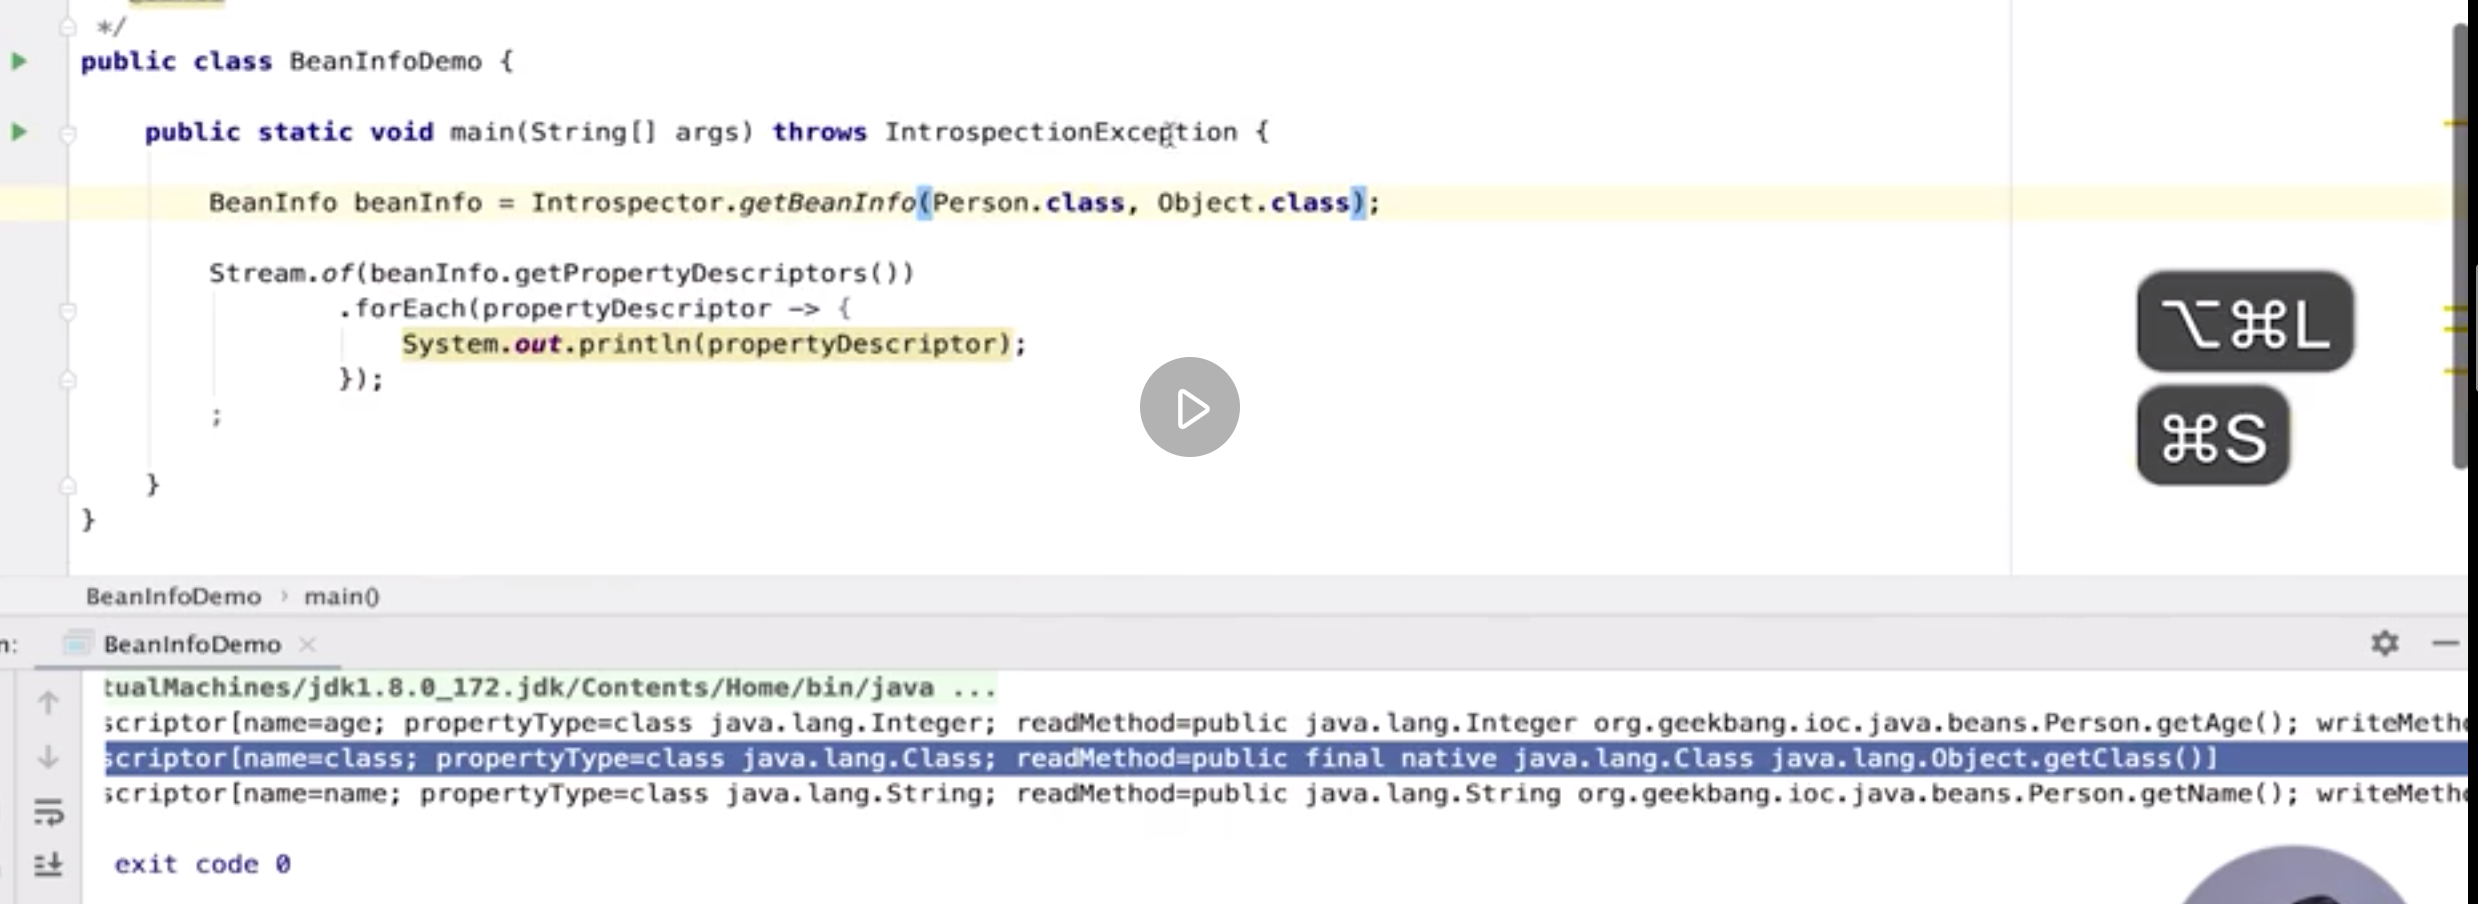 */
public class BeanInfoDemo {
public static void main(String[] args) throws IntrospectionException {
BeanInfo beanInfo = Introspector.getBeanInfo(Person.class, Object.class);
Stream.of(beanInfo.getPropertyDescriptors())
.forEach(propertyDescriptor -> {
System.out.println(propertyDescriptor);
});
;
}
}
⌥⌘L
⌘S
BeanInfoDemo › main()
n: BeanInfoDemo ×
tualMachines/jdk1.8.0_172.jdk/Contents/Home/bin/java ...
scriptor[name=age; propertyType=class java.lang.Integer; readMethod=public java.lang.Integer org.geekbang.ioc.java.beans.Person.getAge(); writeMeth
scriptor[name=class; propertyType=class java.lang.Class; readMethod=public final native java.lang.Class java.lang.Object.getClass()]
scriptor[name=name; propertyType=class java.lang.String; readMethod=public java.lang.String org.geekbang.ioc.java.beans.Person.getName(); writeMeth
exit code 0